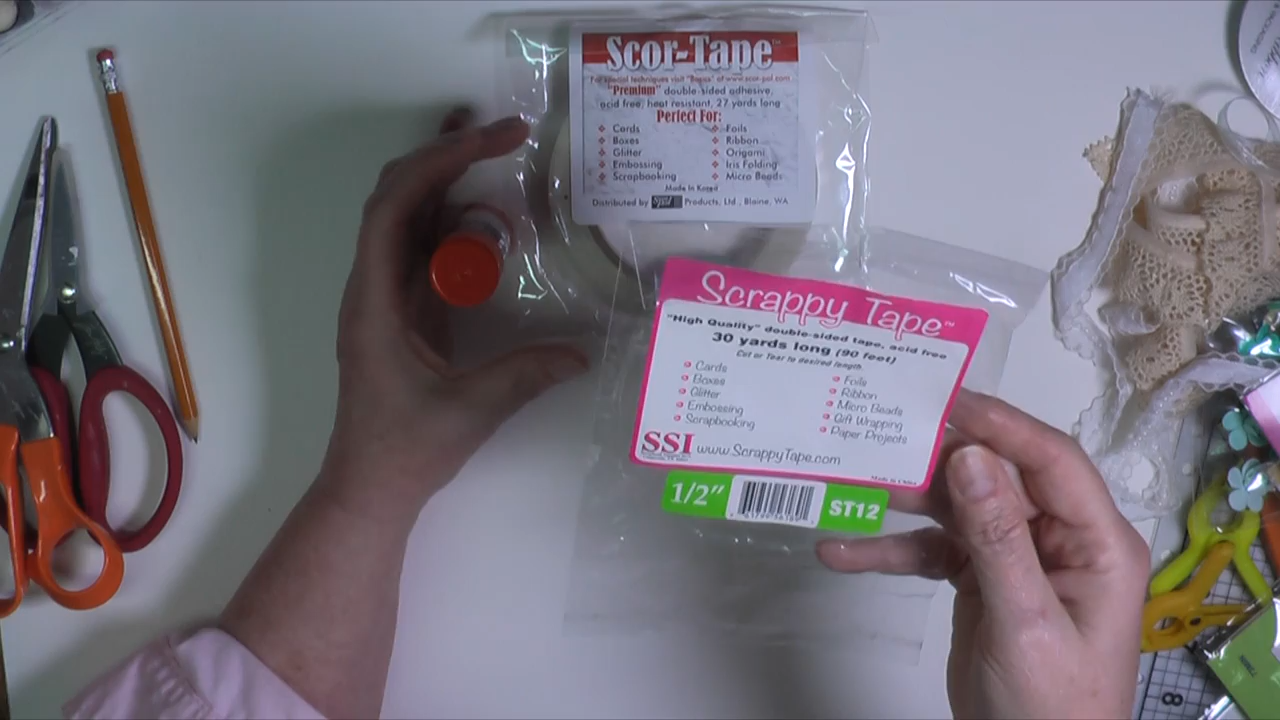 Scor-Tape™
For special techniques visit "Basics" at www.scor-pal.com
"Premium" double-sided adhesive,
acid free, heat resistant, 27 yards long
Perfect For:
Cards
Boxes
Glitter
Embossing
Scrapbooking
Foils
Ribbon
Origami
Iris Folding
Micro Beads
Made in Korea
Distributed by Products, Ltd., Blaine, WA
Scrappy Tape™
"High Quality" double-sided tape, acid free
30 yards long (90 feet)
Cut or Tear to desired length.
Cards
Boxes
Glitter
Embossing
Scrapbooking
Foils
Ribbon
Micro Beads
Gift Wrapping
Paper Projects
SSI www.ScrappyTape.com
Made in China
1/2" ST12
8